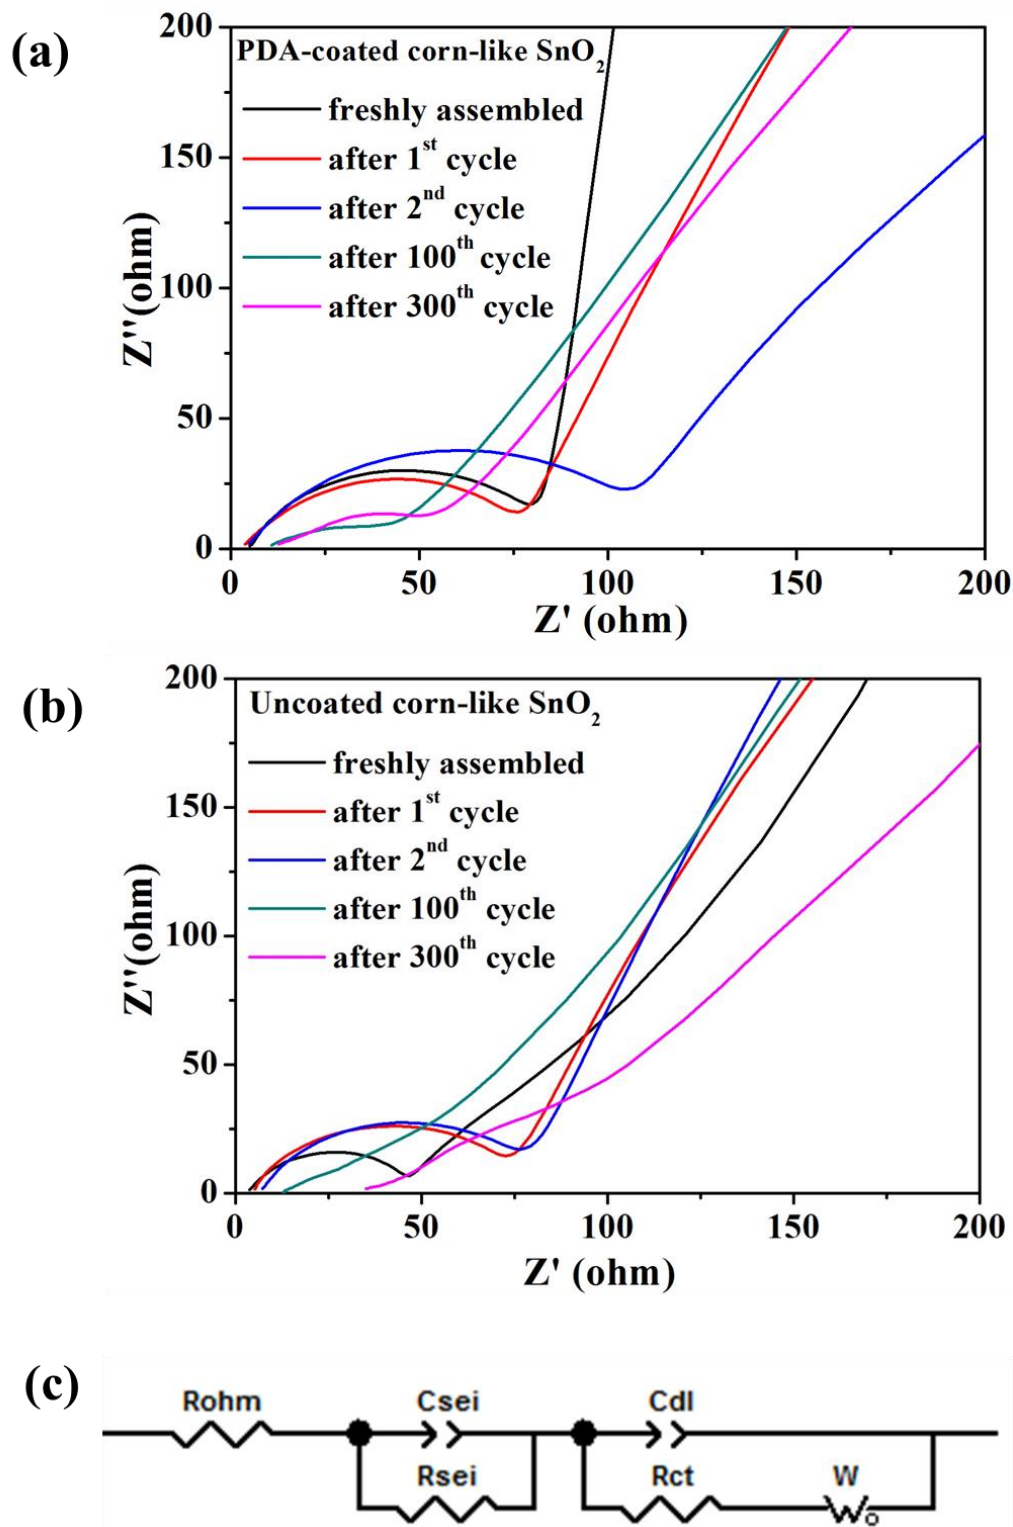 (a)
PDA-coated corn-like SnO2
freshly assembled
after 1st cycle
after 2nd cycle
after 100th cycle
after 300th cycle
200
150
100
50
0
Z''(ohm)
0 50 100 150 200
Z' (ohm)
(b)
Uncoated corn-like SnO2
freshly assembled
after 1st cycle
after 2nd cycle
after 100th cycle
after 300th cycle
200
150
100
50
0
Z''(ohm)
0 50 100 150 200
Z' (ohm)
(c)
Rohm Csei Cdl
Rsei Rct W